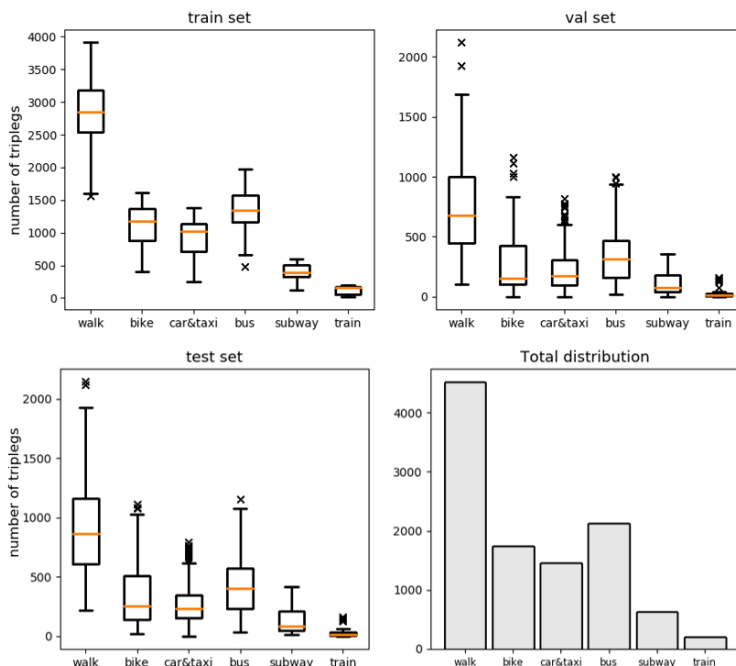 train set
number of triplegs
4000
3500
3000
2500
2000
1500
1000
500
0
walk bike car&taxi bus subway train
val set
2000
1500
1000
500
0
walk bike car&taxi bus subway train
test set
number of triplegs
2000
1500
1000
500
0
walk bike car&taxi bus subway train
Total distribution
4000
3000
2000
1000
0
walk bike car&taxi bus subway train